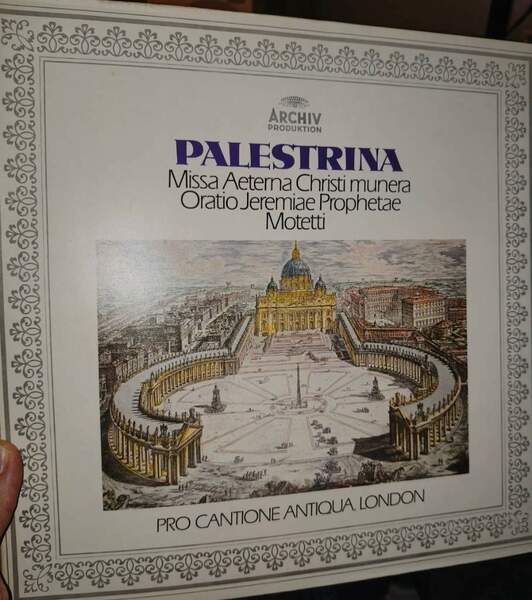 ARCHIV
PRODUKTION
PALESTRINA
Missa Aeterna Christi munera
Oratio Jeremiae Prophetae
Motetti
PRO CANTIONE ANTIQUA, LONDON